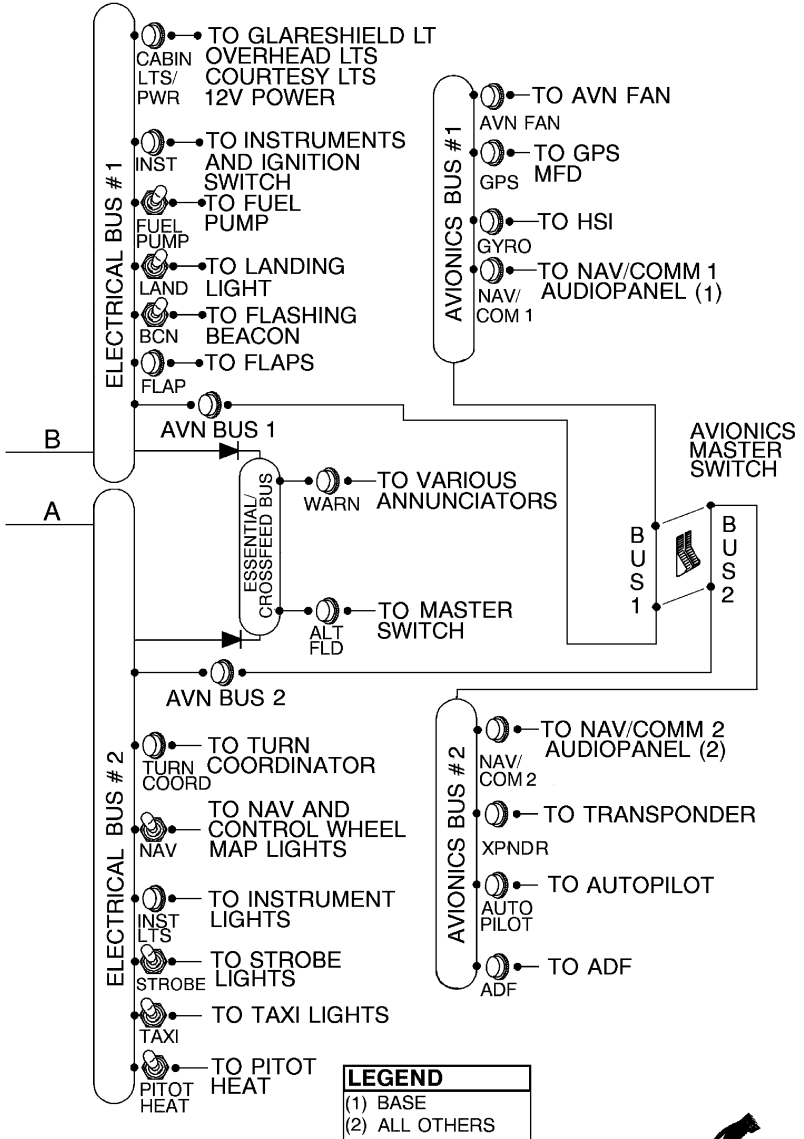 ELECTRICAL BUS # 1
CABIN
LTS/
PWR
TO GLARESHIELD LT
OVERHEAD LTS
COURTESY LTS
12V POWER
INST
TO INSTRUMENTS
AND IGNITION
SWITCH
FUEL
PUMP
TO FUEL
PUMP
LAND
TO LANDING
LIGHT
BCN
TO FLASHING
BEACON
FLAP
TO FLAPS
AVN BUS 1
B
A
ESSENTIAL/
CROSSFEED BUS
WARN
TO VARIOUS
ANNUNCIATORS
ALT
FLD
TO MASTER
SWITCH
AVIONICS BUS #1
AVN FAN
TO AVN FAN
GPS
TO GPS
MFD
GYRO
TO HSI
NAV/
COM 1
TO NAV/COMM 1
AUDIOPANEL (1)
AVIONICS
MASTER
SWITCH
BUS 1
BUS 2
ELECTRICAL BUS # 2
AVN BUS 2
TURN
COORD
TO TURN
COORDINATOR
NAV
TO NAV AND
CONTROL WHEEL
MAP LIGHTS
INST
LTS
TO INSTRUMENT
LIGHTS
STROBE
TO STROBE
LIGHTS
TAXI
TO TAXI LIGHTS
PITOT
HEAT
TO PITOT
HEAT
AVIONICS BUS #2
NAV/
COM 2
TO NAV/COMM 2
AUDIOPANEL (2)
XPNDR
TO TRANSPONDER
AUTO
PILOT
TO AUTOPILOT
ADF
TO ADF
LEGEND
(1) BASE
(2) ALL OTHERS